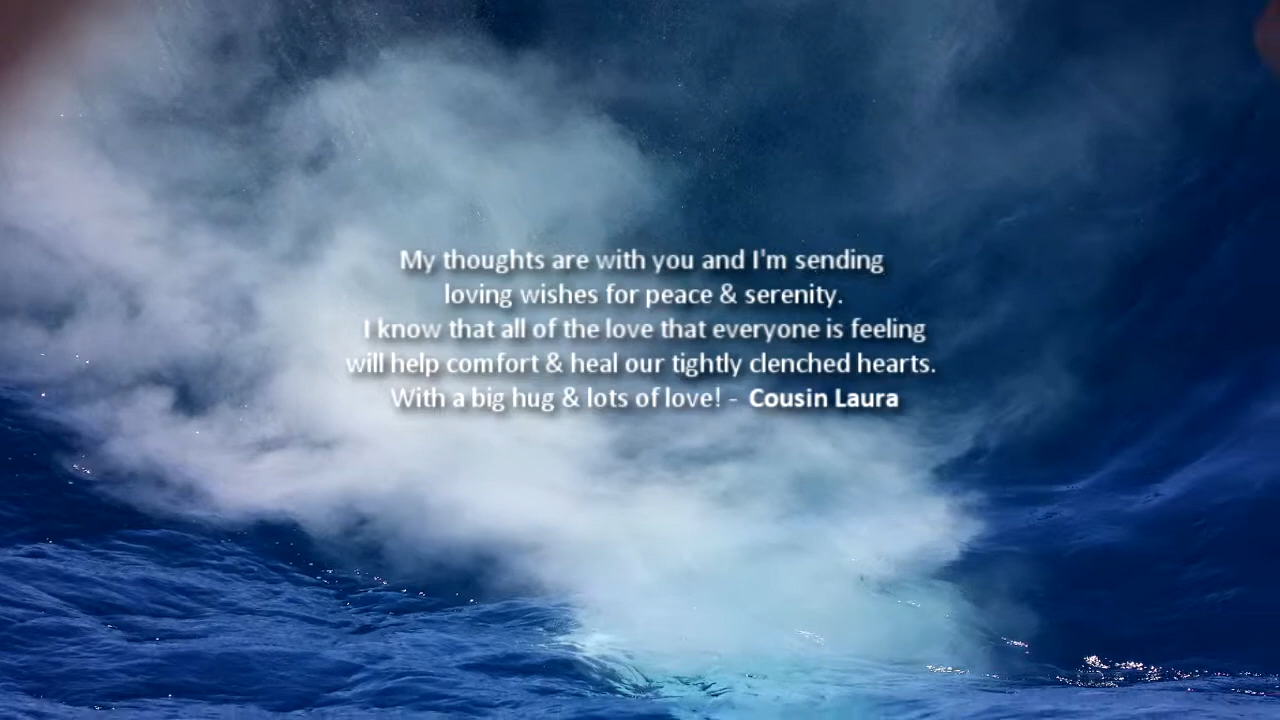 My thoughts are with you and I'm sending
loving wishes for peace & serenity.
I know that all of the love that everyone is feeling
will help comfort & heal our tightly clenched hearts.
With a big hug & lots of love! - Cousin Laura